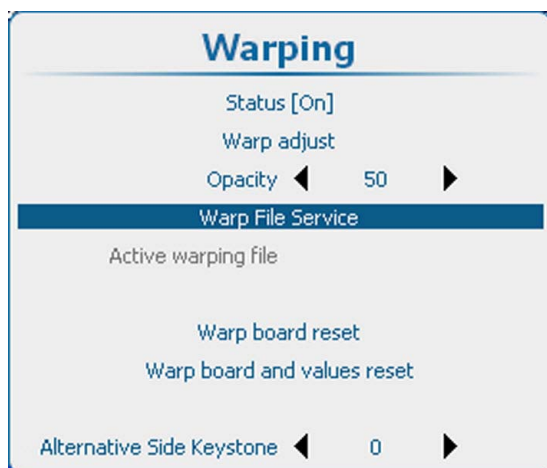 Warping
Status [On]
Warp adjust
Opacity 50
Warp File Service
Active warping file
Warp board reset
Warp board and values reset
Alternative Side Keystone 0